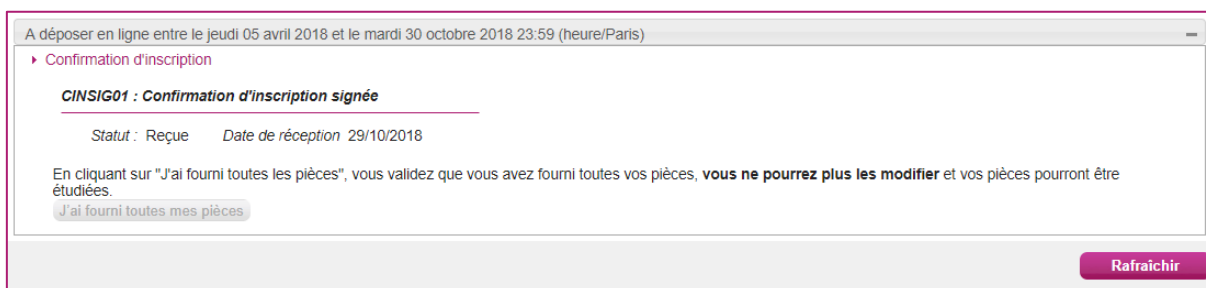 A déposer en ligne entre le jeudi 05 avril 2018 et le mardi 30 octobre 2018 23:59 (heure/Paris)
Confirmation d'inscription
CINSIG01 : Confirmation d'inscription signée
Statut : Reçue Date de réception 29/10/2018
En cliquant sur "J'ai fourni toutes les pièces", vous validez que vous avez fourni toutes vos pièces, vous ne pourrez plus les modifier et vos pièces pourront être
étudiées.
J'ai fourni toutes mes pièces
Rafraîchir